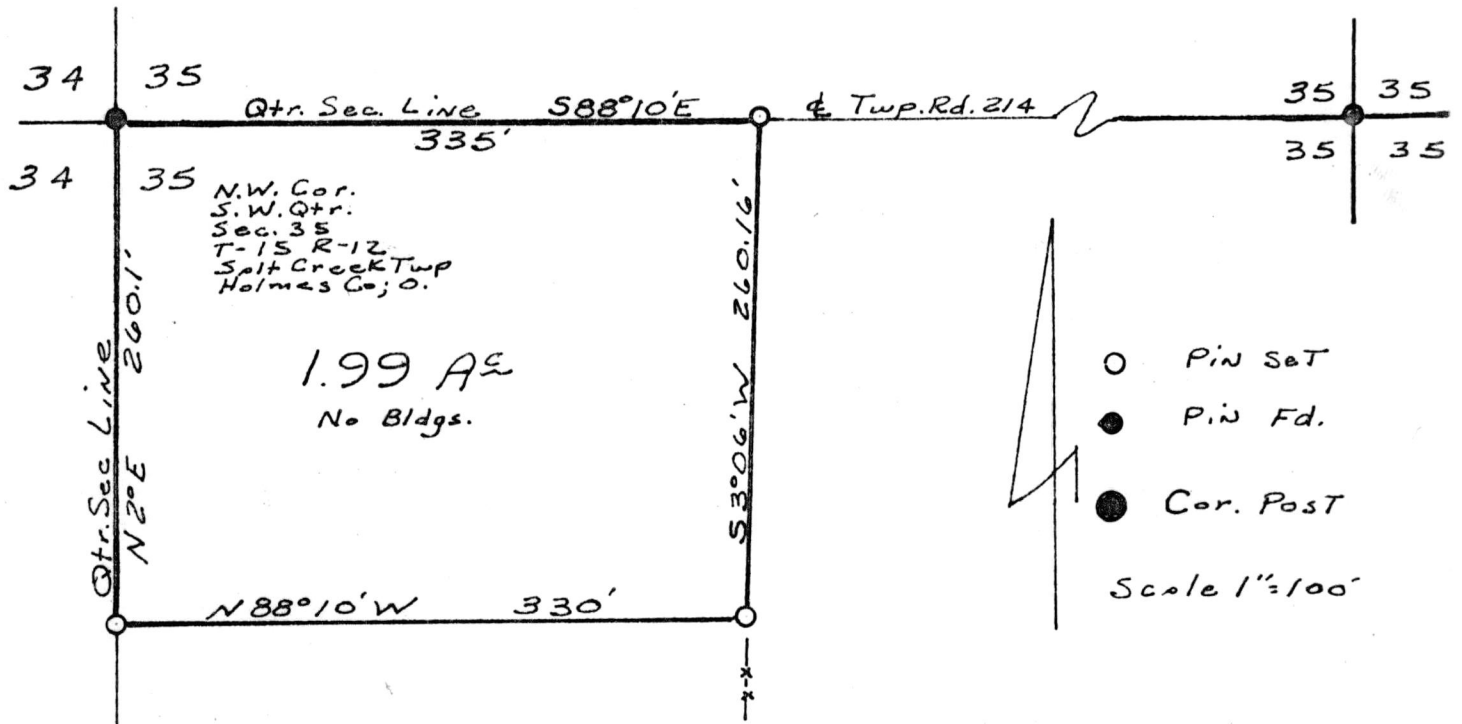 34 35
35 35
Qtr. Sec. Line S88°10'E
℄ Twp. Rd. 214
335'
34 35
35 35
N.W. Cor.
S.W. Qtr.
Sec. 35
T-15 R-12
Salt Creek Twp
Holmes Co; O.
Qtr. Sec Line
N2°E 260.1'
1.99 Ac
No Bldgs.
S3°06'W 260.16'
N88°10'W 330'
-x-x-
Pin Set
Pin Fd.
Cor. Post
Scale 1"=100'